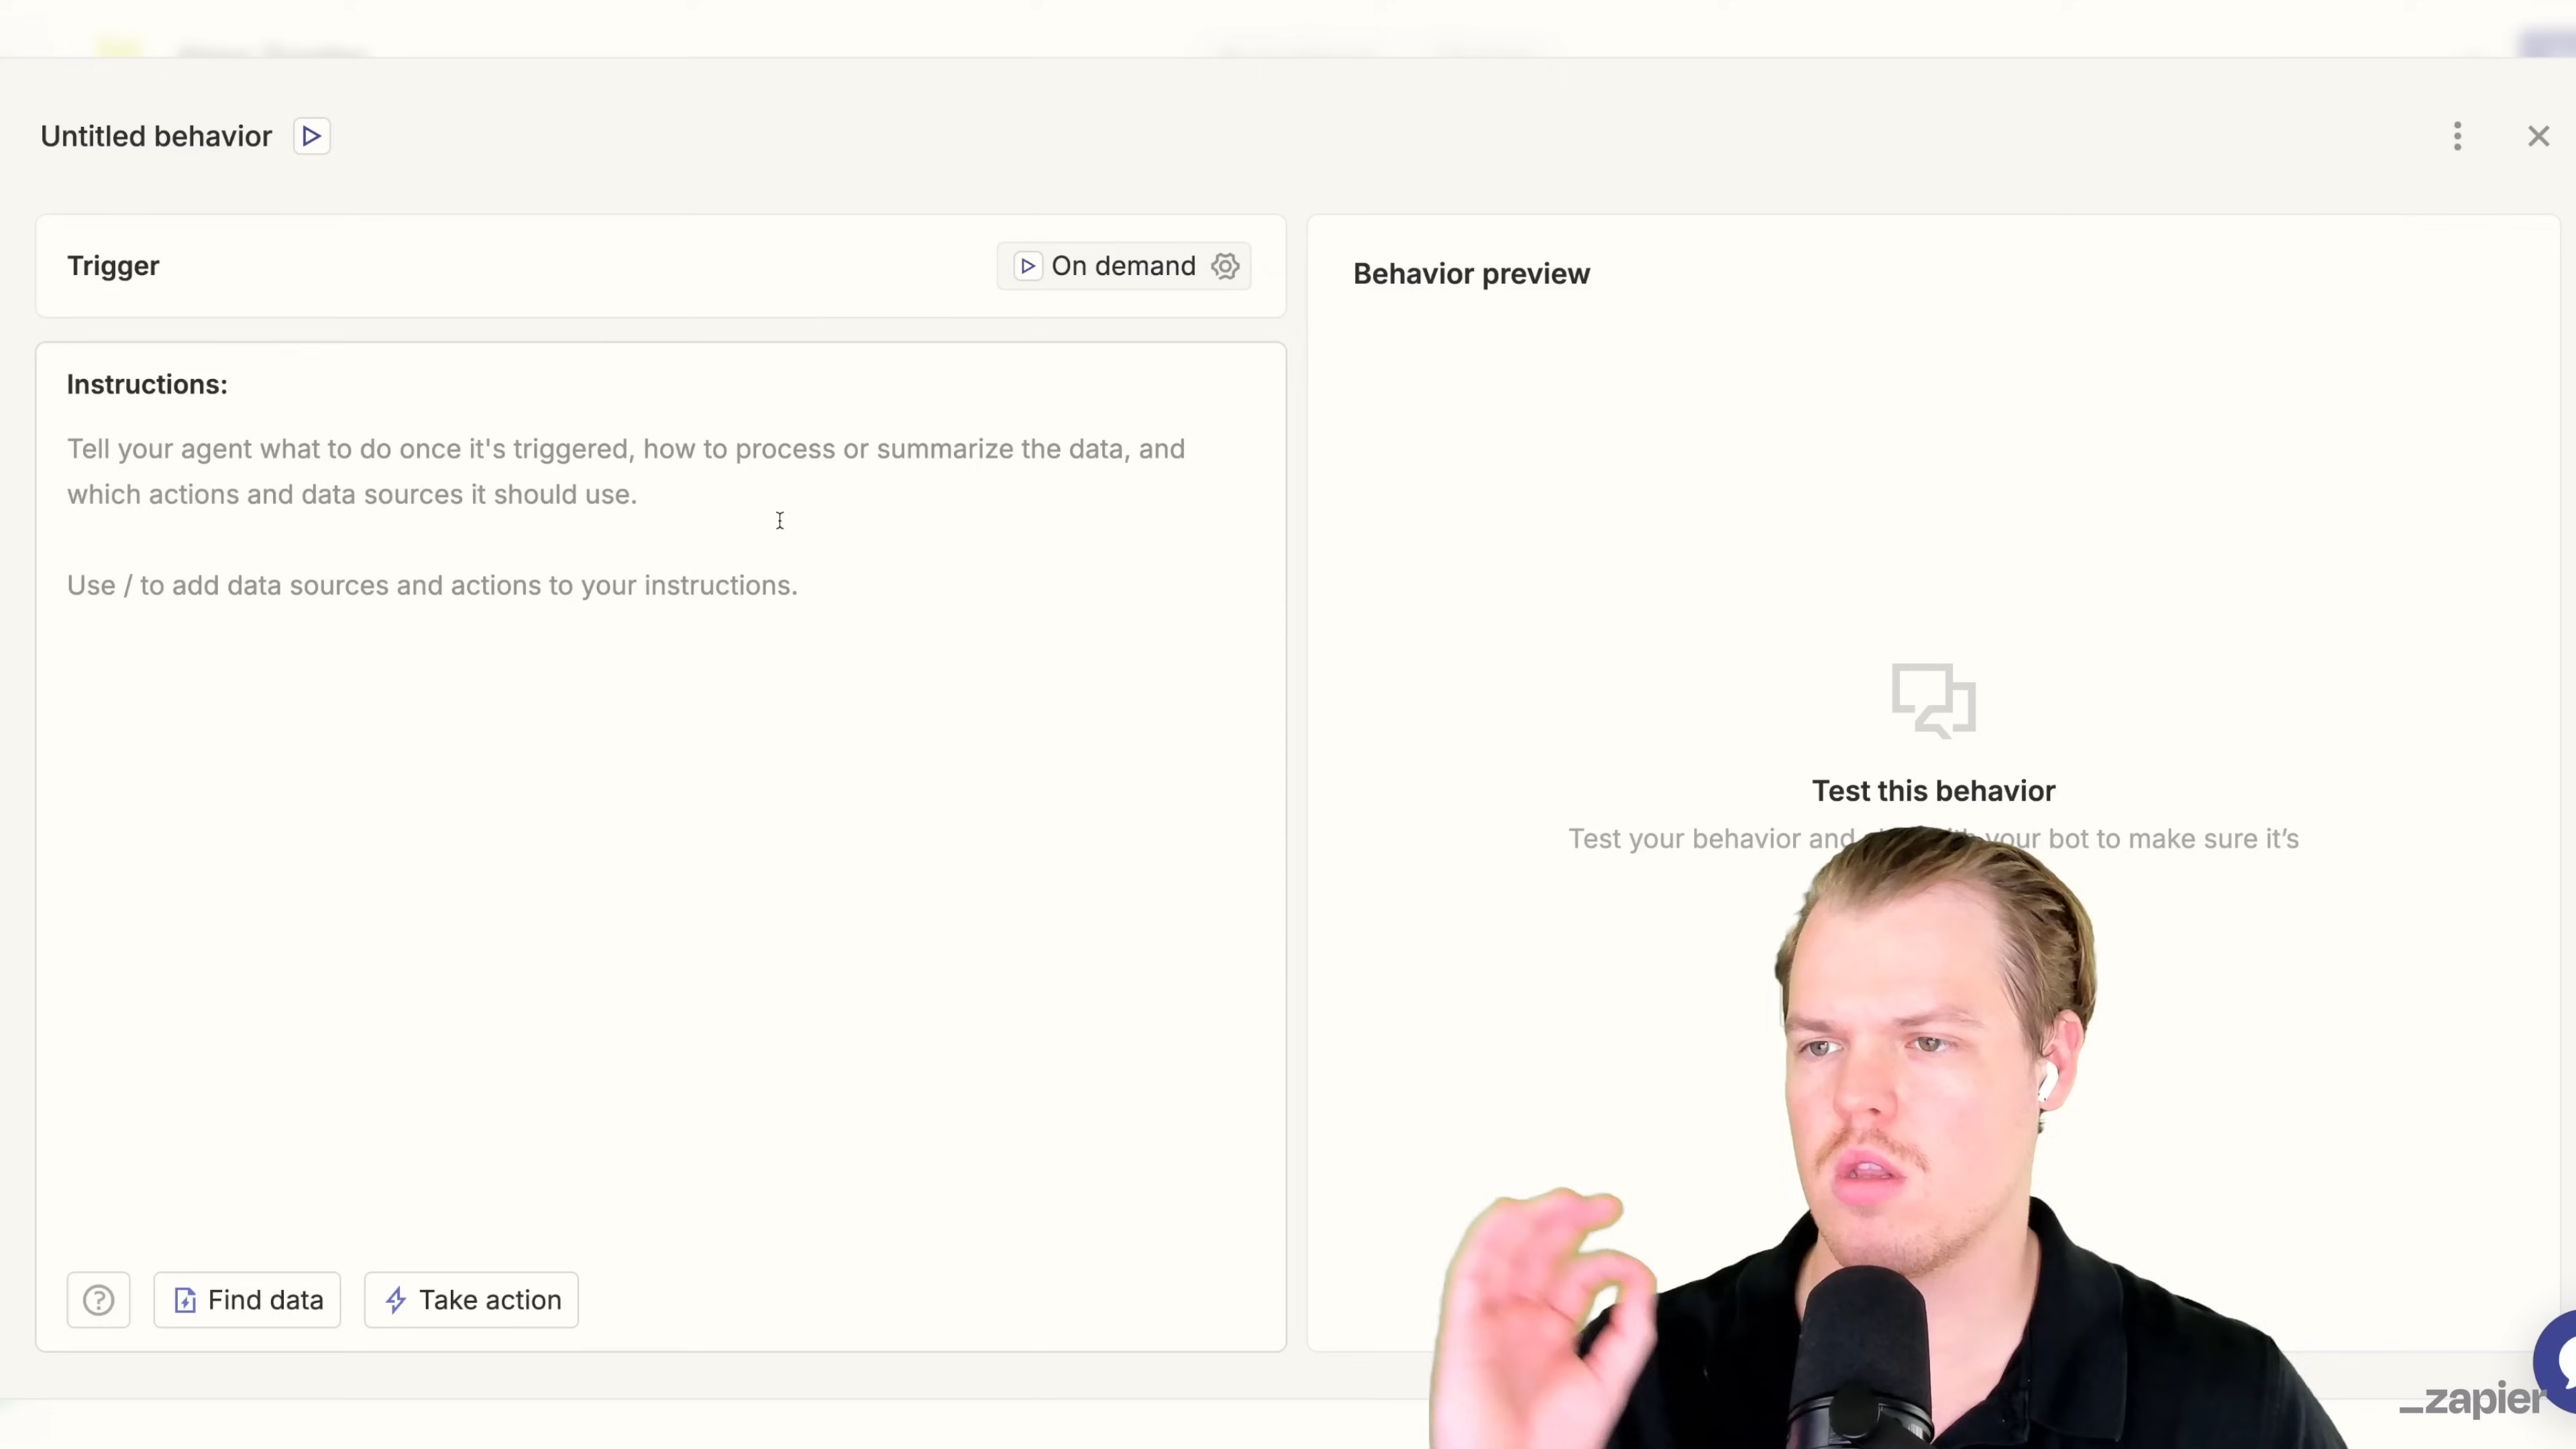 Untitled behavior
Trigger
On demand
Instructions:
Tell your agent what to do once it's triggered, how to process or summarize the data, and
which actions and data sources it should use.
Use / to add data sources and actions to your instructions.
Find data
Take action
Behavior preview
Test this behavior
Test your behavior and your bot to make sure it's
_zapier